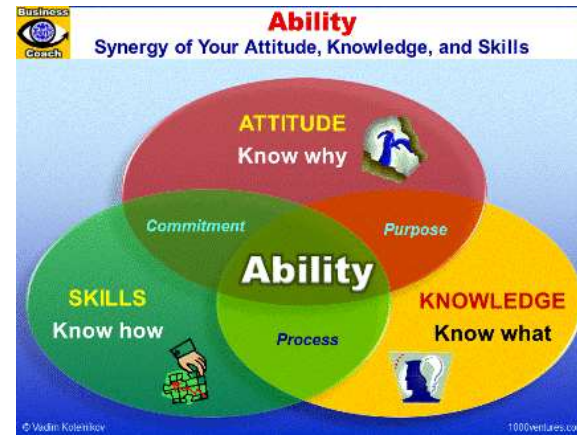 Business
Coach
Ability
Synergy of Your Attitude, Knowledge, and Skills
ATTITUDE
Know why
Commitment
Purpose
Ability
SKILLS
Know how
KNOWLEDGE
Know what
Process
© Vadim Kotelnikov
1000ventures.com